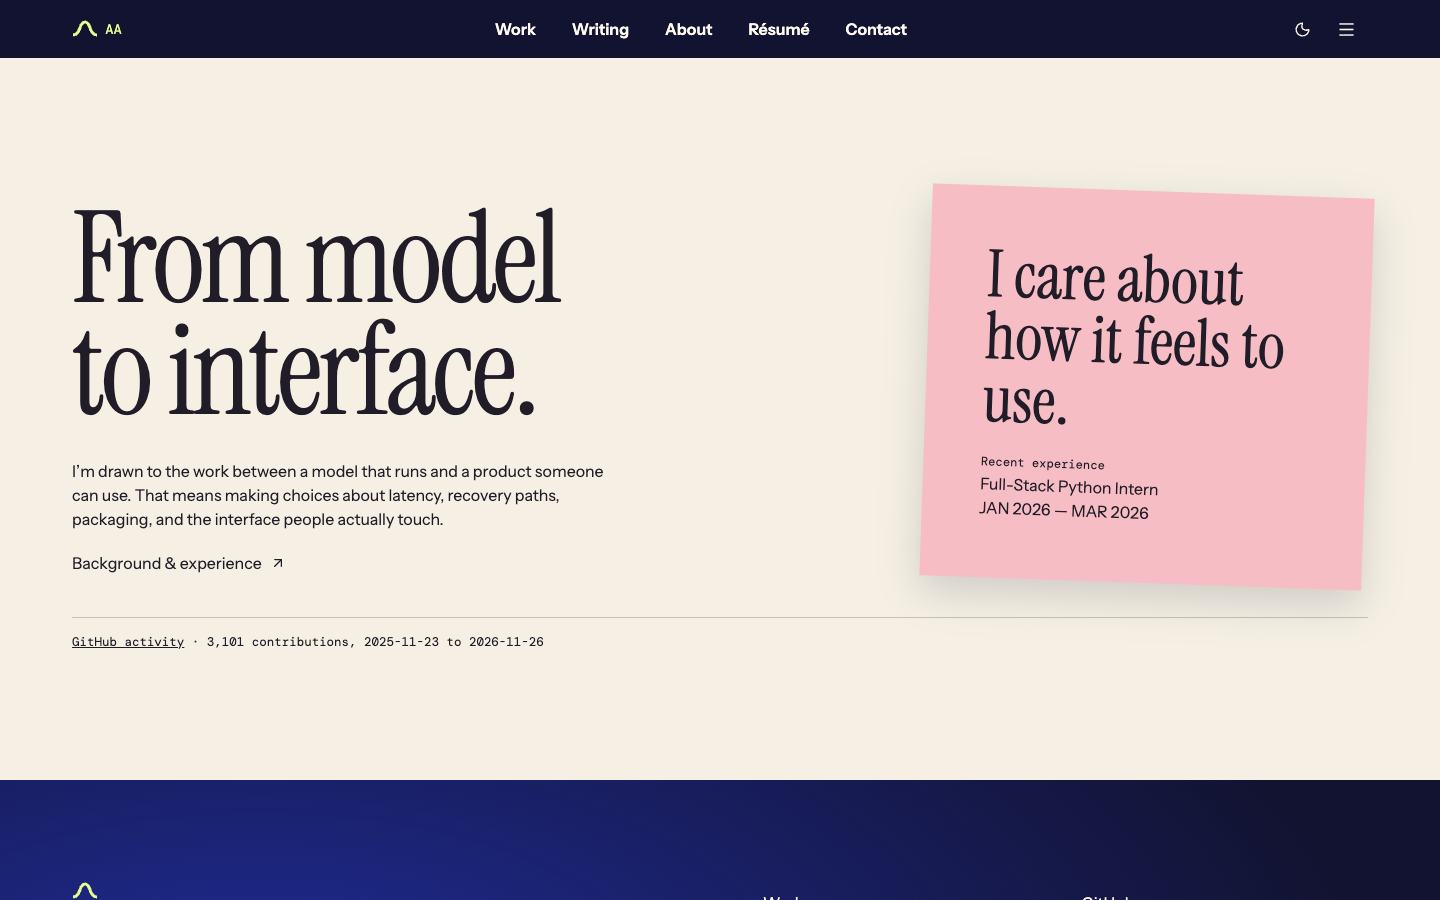 AA
Work
Writing
About
Résumé
Contact
From model
to interface.
I’m drawn to the work between a model that runs and a product someone
can use. That means making choices about latency, recovery paths,
packaging, and the interface people actually touch.
Background & experience
I care about
how it feels to
use.
Recent experience
Full-Stack Python Intern
JAN 2026 — MAR 2026
GitHub activity · 3,101 contributions, 2025-11-23 to 2026-11-26